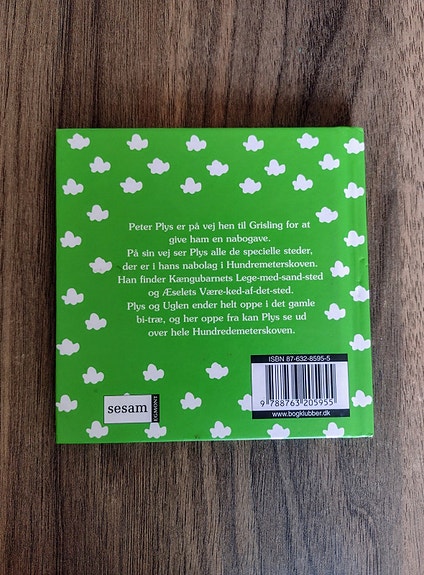 Peter Plys er på vej hen til Grisling for at
give ham en nabogave.
På sin vej ser Plys alle de specielle steder,
der er i hans nabolag i Hundremeterskoven.
Han finder Kængubarnets Lege-med-sand-sted
og Æselets Være-ked-af-det-sted.
Plys og Uglen ender helt oppe i det gamle
bi-træ, og her oppe fra kan Plys se ud
over hele Hundredemeterskoven.
ISBN 87-632-0595-5
9 788763 205955
www.bogklubber.dk
sesam
EGMONT